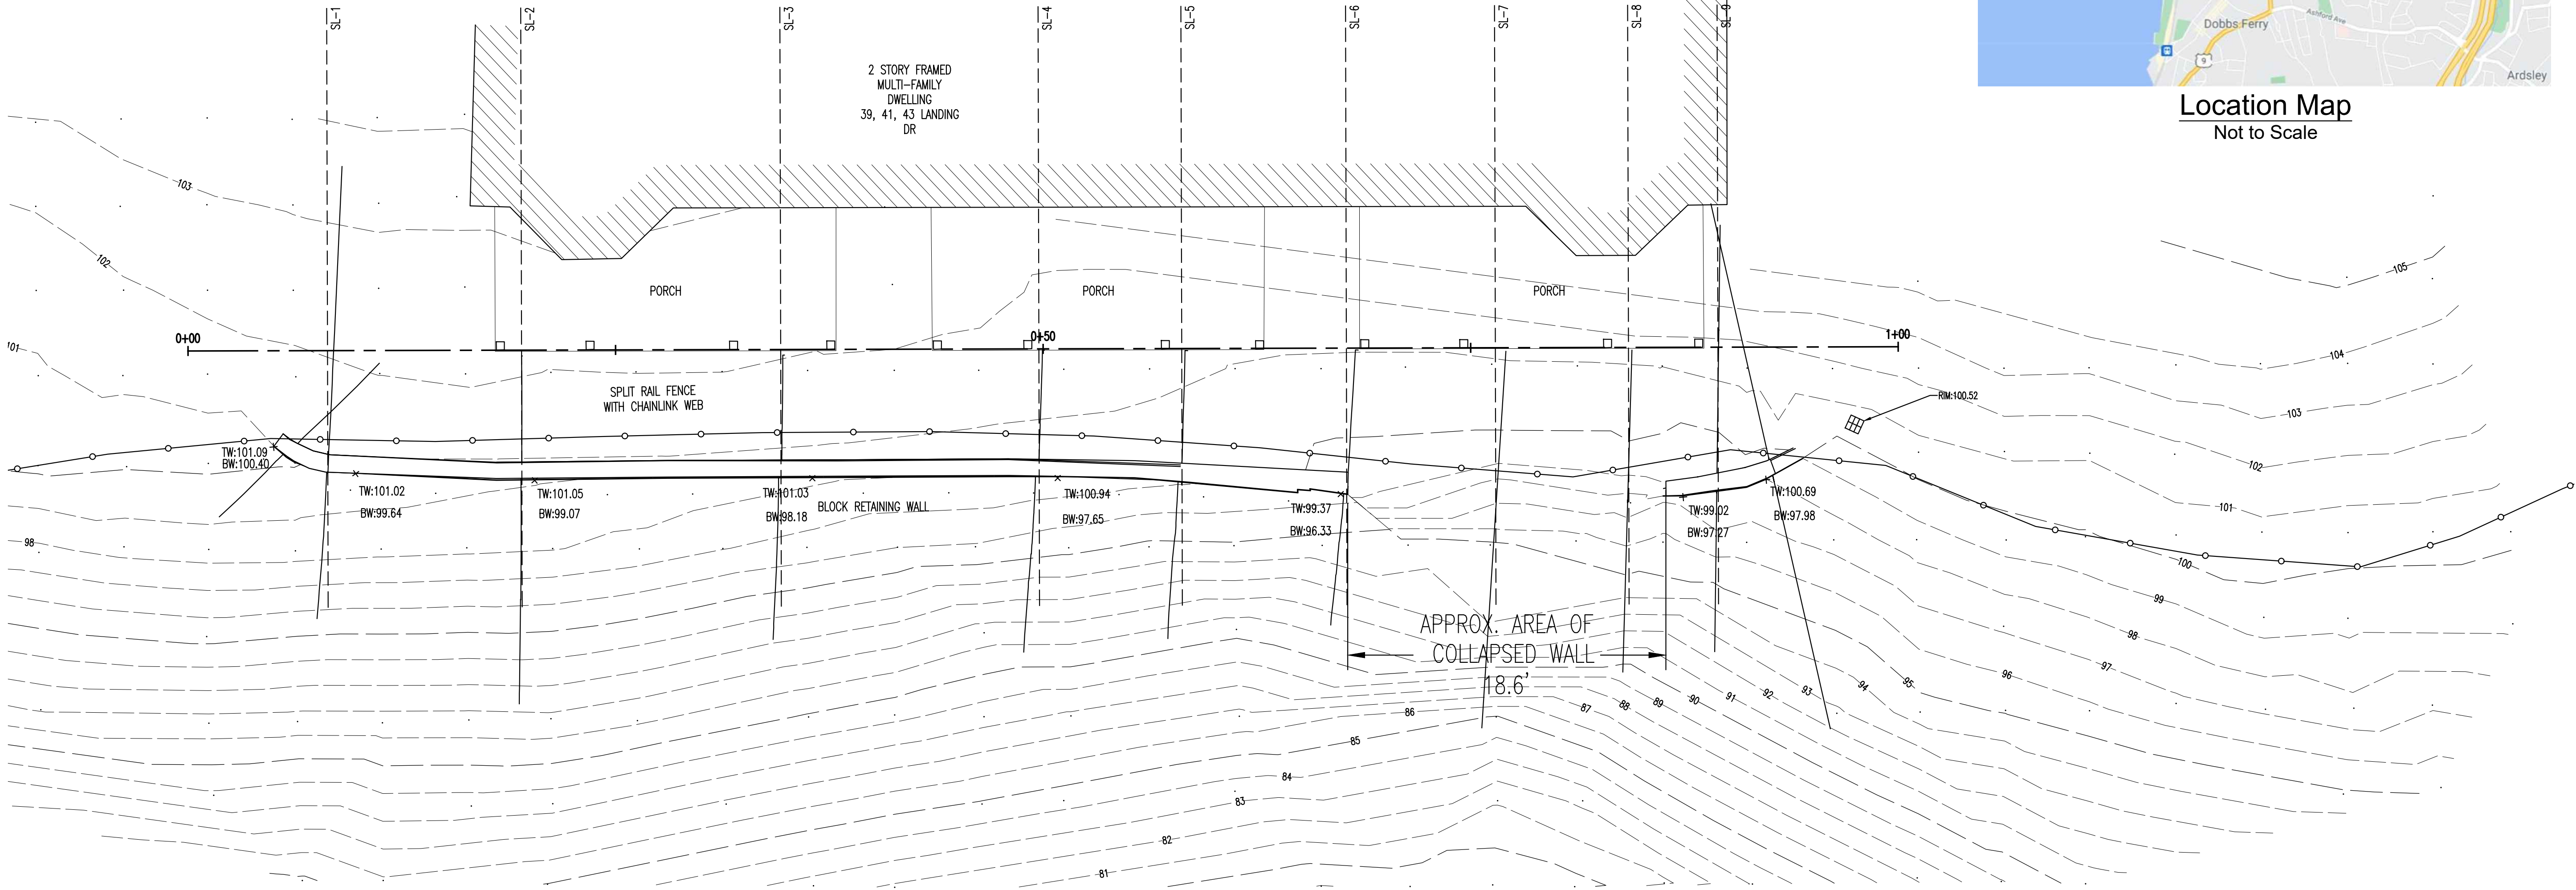 SL-1
SL-2
SL-3
SL-4
SL-5
SL-6
SL-7
SL-8
SL-9
Dobbs Ferry
Ashford Ave
9
Ardsley
Location Map
Not to Scale
2 STORY FRAMED
MULTI-FAMILY
DWELLING
39, 41, 43 LANDING
DR
103
102
101
98
PORCH
PORCH
PORCH
0+00
0+50
1+00
SPLIT RAIL FENCE
WITH CHAINLINK WEB
RIM:100.52
TW:101.09
BW:100.40
TW:101.02
BW:99.64
TW:101.05
BW:99.07
TW:101.03
BW:98.18
BLOCK RETAINING WALL
TW:100.94
BW:97.65
TW:99.37
BW:96.33
TW:99.02
BW:97.27
TW:100.69
BW:97.98
APPROX. AREA OF
COLLAPSED WALL
18.6'
105
104
103
102
101
100
99
98
97
96
95
94
93
92
91
90
89
88
87
86
85
84
83
82
81